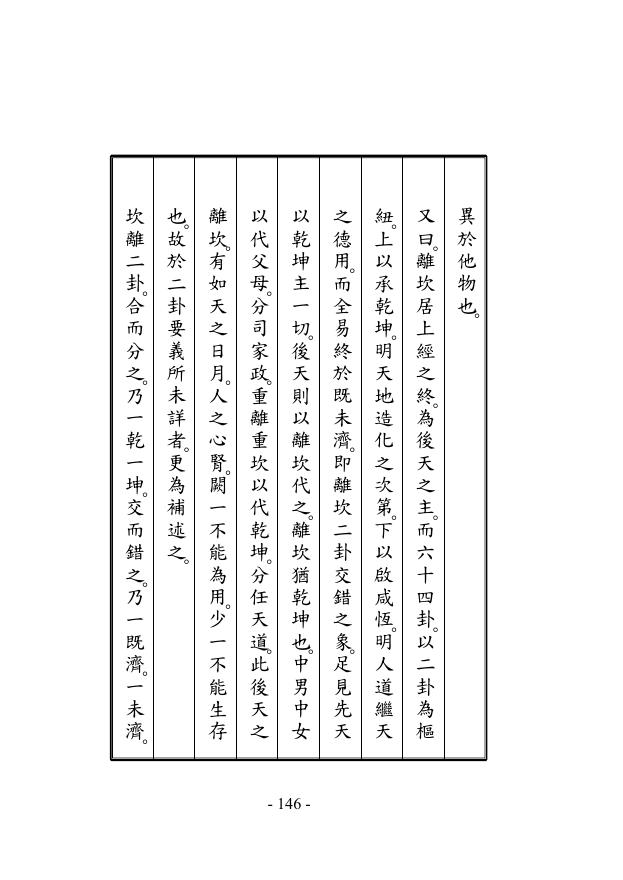 異於他物也。
又曰。離坎居上經之終。為後天之主。而六十四卦。以二卦為樞
紐。上以承乾坤。明天地造化之次第。下以啟咸恆。明人道繼天
之德用。而全易終於既未濟。即離坎二卦交錯之象。足見先天
以乾坤主一切。後天則以離坎代之。離坎猶乾坤也。中男中女
以代父母。分司家政。重離重坎以代乾坤。分任天道。此後天之
離坎。有如天之日月。人之心腎。闕一不能為用。少一不能生存
也。故於二卦要義所未詳者。更為補述之。
坎離二卦。合而分之。乃一乾一坤。交而錯之。乃一既濟。一未濟。
- 146 -